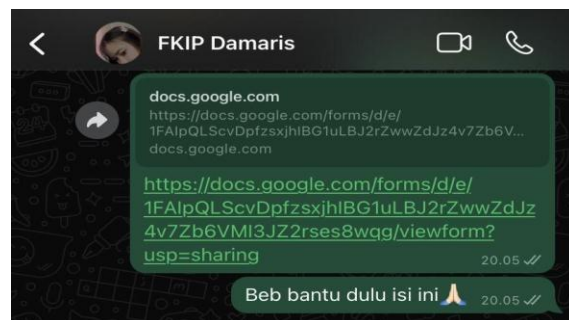 FKIP Damaris
docs.google.com
https://docs.google.com/forms/d/e/
1FAIpQLScvDpfzsxjhIBG1uLBJ2rZwwZdJz4v7Zb6V...
docs.google.com
https://docs.google.com/forms/d/e/
1FAIpQLScvDpfzsxjhIBG1uLBJ2rZwwZdJz
4v7Zb6VMI3JZ2rses8wqg/viewform?
usp=sharing
20.05
Beb bantu dulu isi ini🙏🏻
20.05